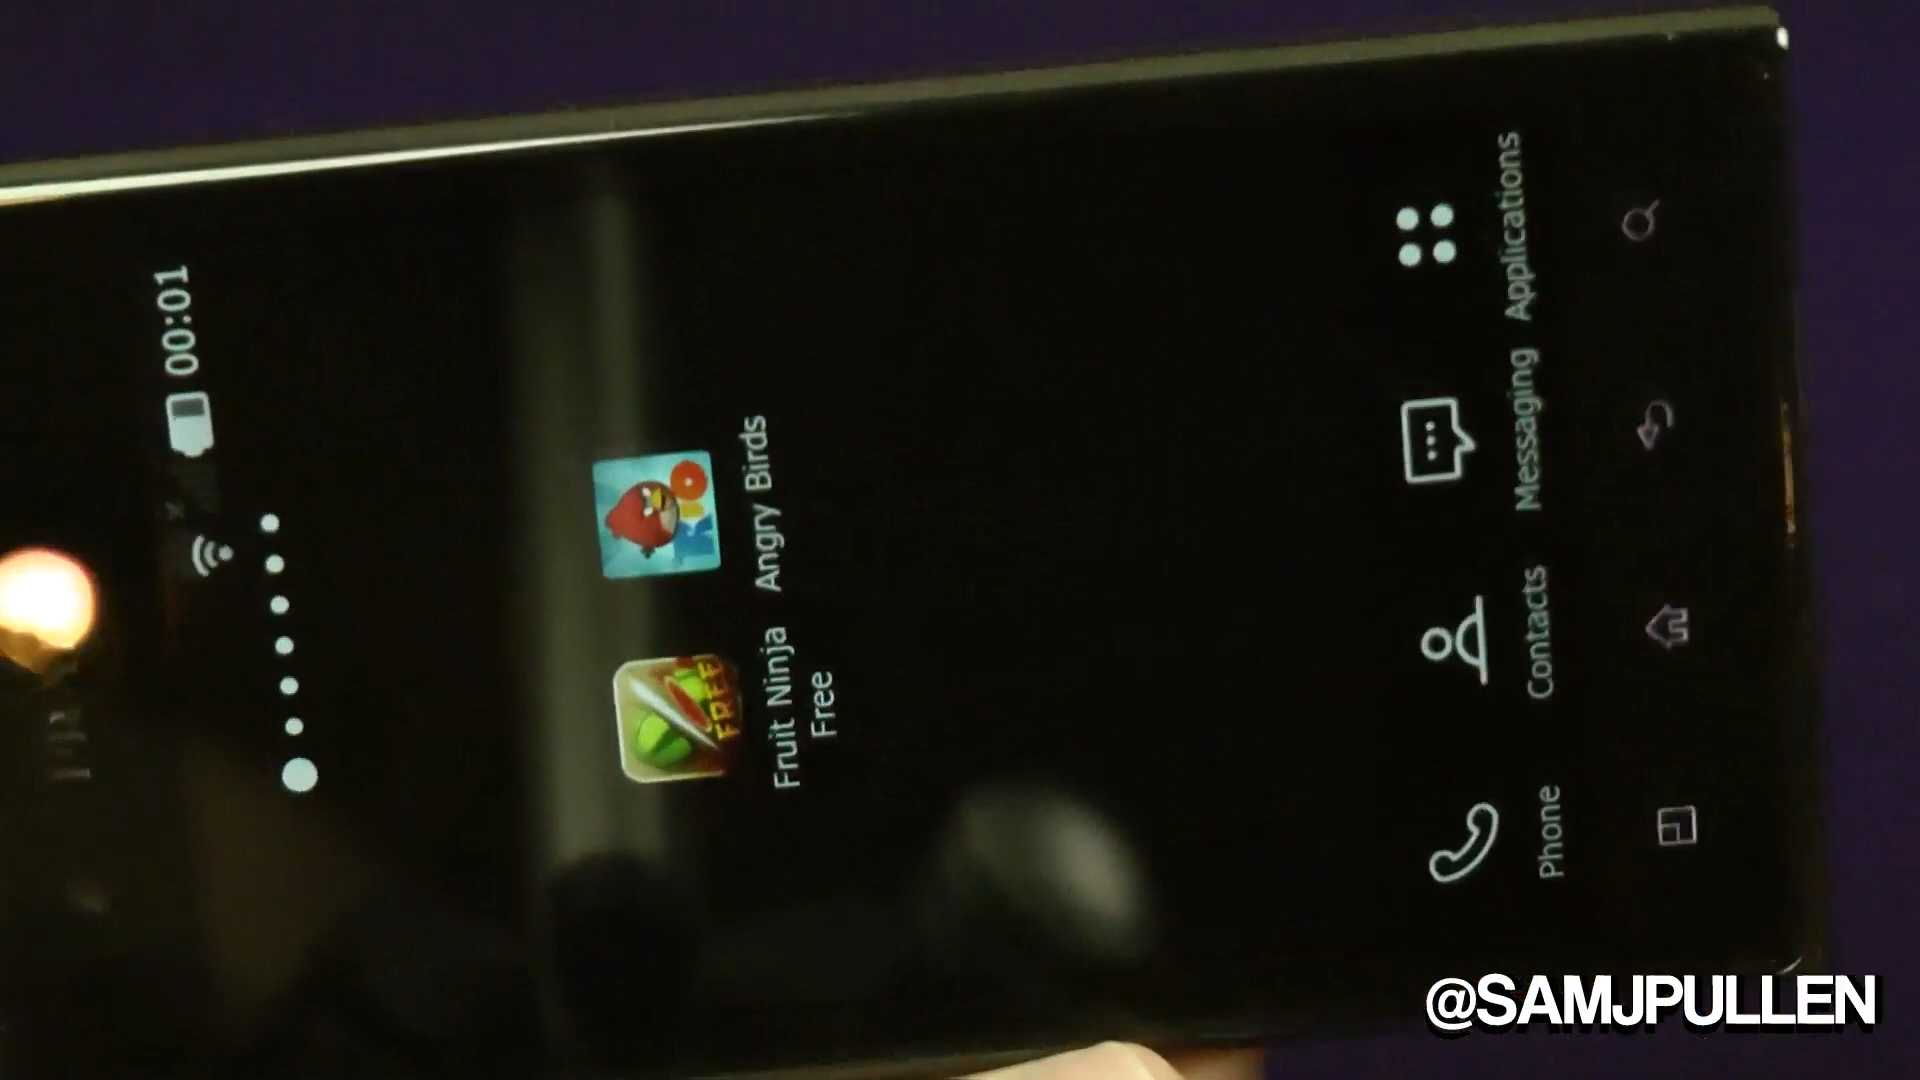 00:01
Fruit Ninja
Free
Angry Birds
FREE
Phone
Contacts
Messaging
Applications
@SAMJPULLEN